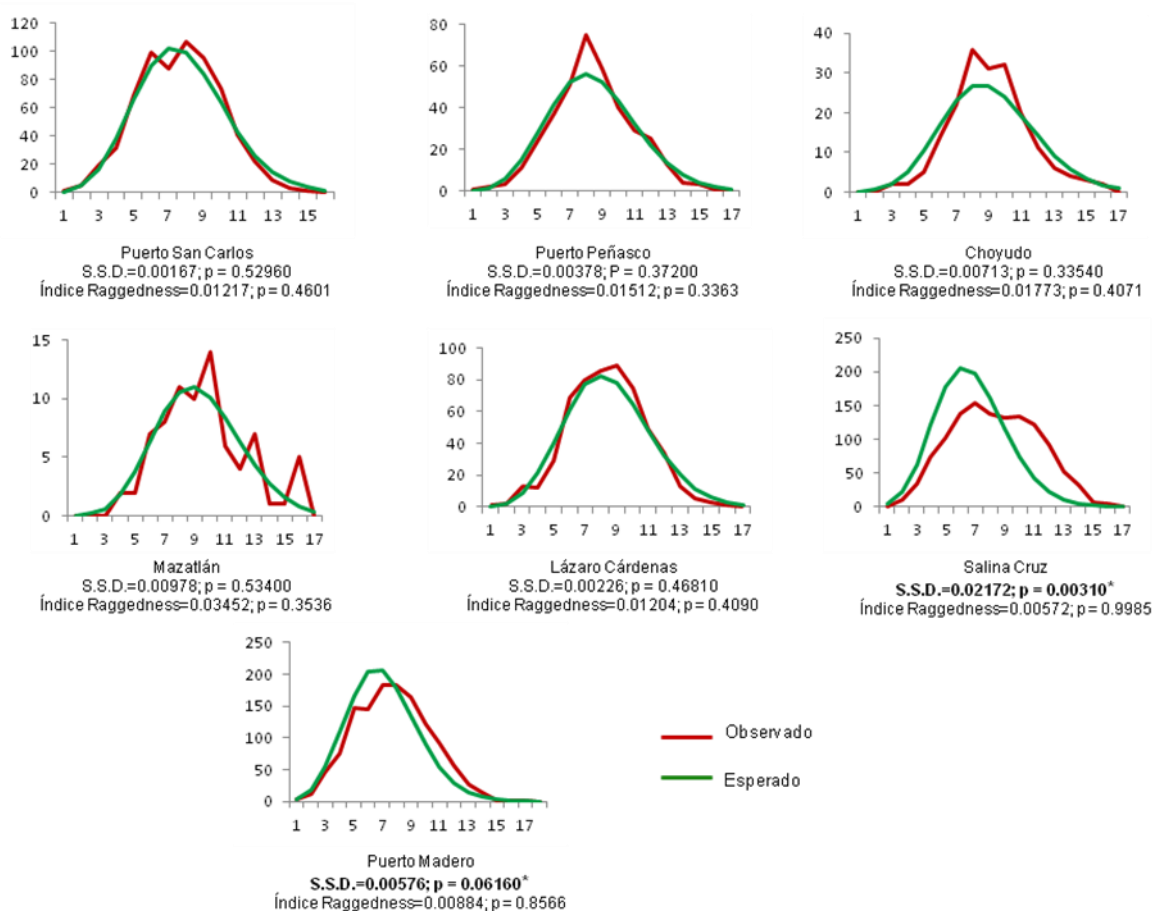 120
100
80
60
40
20
0
1 3 5 7 9 11 13 15
Puerto San Carlos
S.S.D.=0.00167; p = 0.52960
Índice Raggedness=0.01217; p = 0.4601
80
60
40
20
0
1 3 5 7 9 11 13 15 17
Puerto Peñasco
S.S.D.=0.00378; P = 0.37200
Índice Raggedness=0.01512; p = 0.3363
40
30
20
10
0
1 3 5 7 9 11 13 15 17
Choyudo
S.S.D.=0.00713; p = 0.33540
Índice Raggedness=0.01773; p = 0.4071
15
10
5
0
1 3 5 7 9 11 13 15 17
Mazatlán
S.S.D.=0.00978; p = 0.53400
Índice Raggedness=0.03452; p = 0.3536
100
80
60
40
20
0
1 3 5 7 9 11 13 15 17
Lázaro Cárdenas
S.S.D.=0.00226; p = 0.46810
Índice Raggedness=0.01204; p = 0.4090
250
200
150
100
50
0
1 3 5 7 9 11 13 15 17
Salina Cruz
S.S.D.=0.02172; p = 0.00310*
Índice Raggedness=0.00572; p = 0.9985
250
200
150
100
50
0
1 3 5 7 9 11 13 15 17
Puerto Madero
S.S.D.=0.00576; p = 0.06160*
Índice Raggedness=0.00884; p = 0.8566
Observado
Esperado